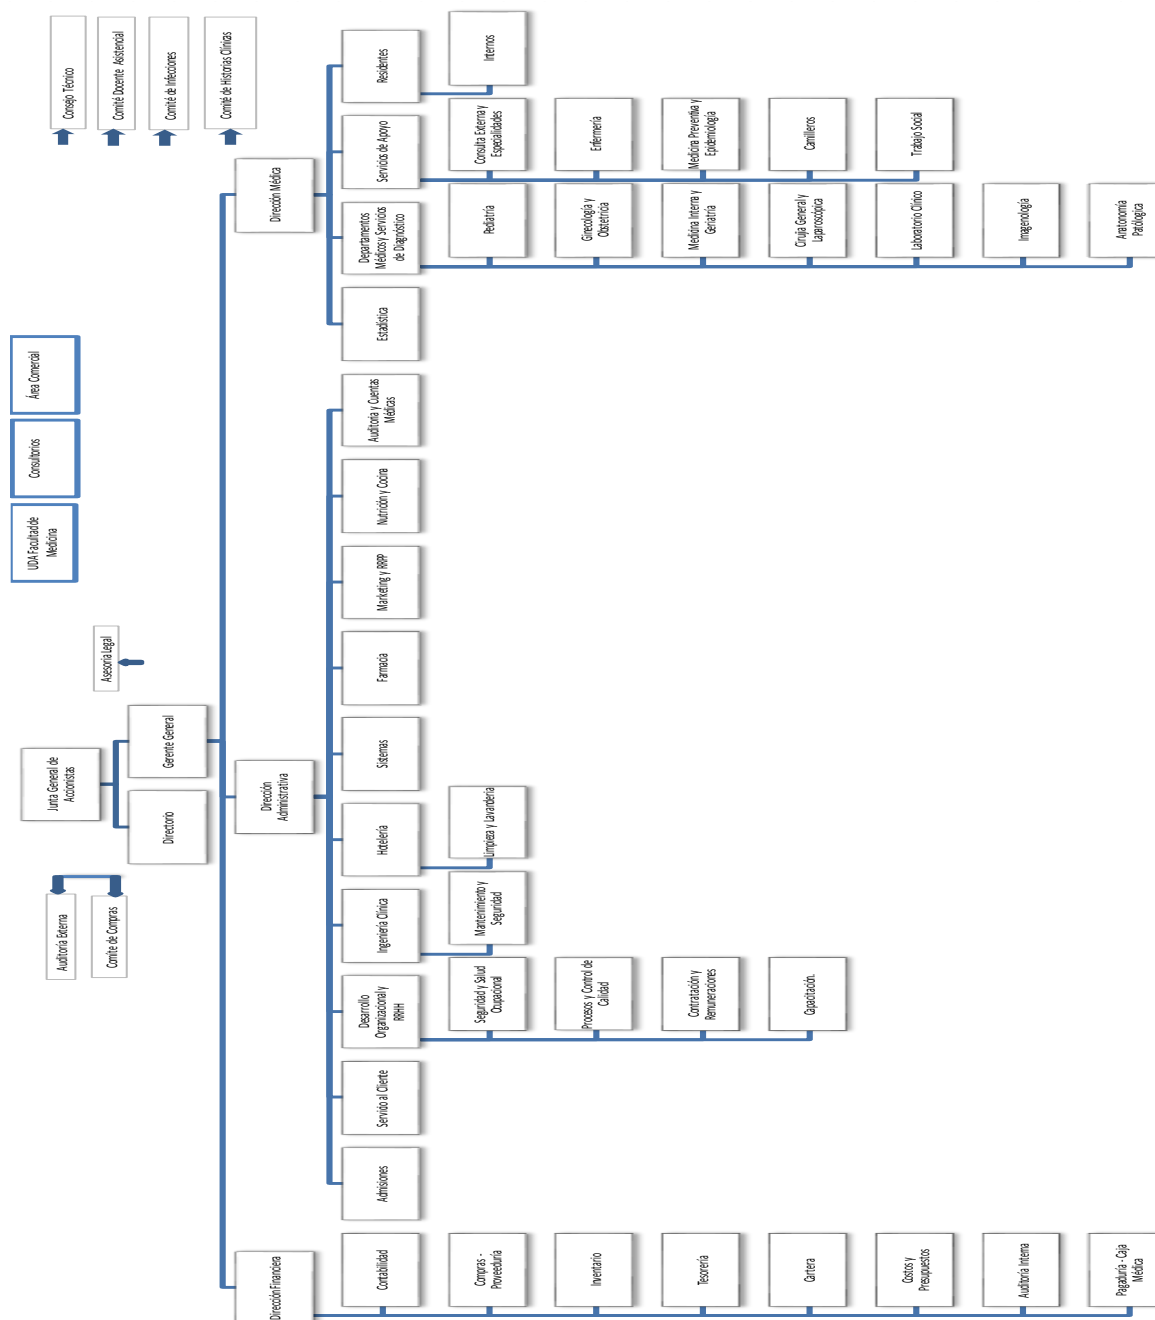 UDA Facultad de
Medicina
Consultorios
Área Comercial
Junta General de
Accionistas
Auditoría Externa
Comite de Compras
Directorio
Gerente General
Asesoria Legal
Consejo Técnico
Comité Docente Asistencial
Comité de Infecciones
Comité de Historias Clínicas
Dirección Financiera
Dirección
Administrativa
Dirección Médica
Contabilidad
Admisiones
Servicio al Cliente
Desarrollo
Organizacional y
RRHH
Ingeniería Clínica
Hotelería
Sistemas
Farmacia
Marketing y RRPP
Nutrición y Cocina
Auditoria y Cuentas
Médicas
Estadística
Departamentos
Médicos y Servicios
de Diagnóstico
Servicios de Apoyo
Residentes
Compras -
Proveeduría
Seguridad y Salud
Ocupacional
Mantenimiento y
Seguridad
Limpieza y Lavandería
Pediatría
Consulta Externa y
Especialidades
Internos
Inventario
Procesos y Control de
Calidad
Ginecología y
Obstetricia
Enfermería
Tesorería
Contratación y
Remuneraciones
Medicina Interna y
Geriatría
Medicina Preventiva y
Epidemiología
Cartera
Capacitación.
Cirujia General y
Laparoscópica
Camilleros
Costos y
Presupuestos
Laboratorio Clínico
Trabajo Social
Auditoría Interna
Imagenología
Pagaduría - Caja
Médica
Anatonomía
Patológica